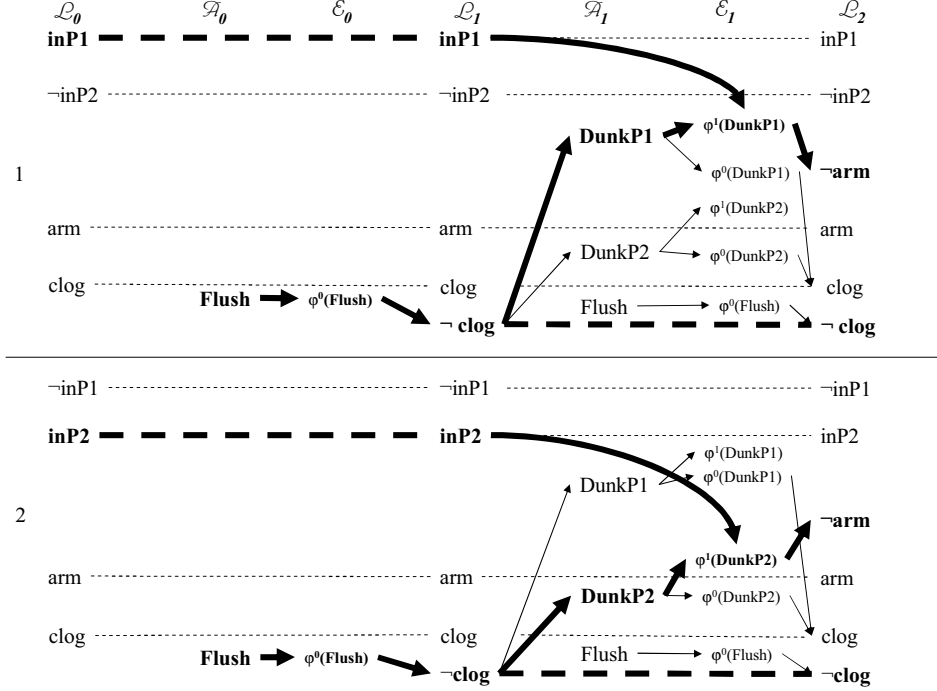 ℒ0 𝒜0 ℰ0 ℒ1 𝒜1 ℰ1 ℒ2
inP1 inP1 inP1
¬inP2 ¬inP2 ¬inP2
DunkP1 φ¹(DunkP1)
1 φ⁰(DunkP1) ¬arm
φ¹(DunkP2)
arm arm arm
DunkP2 φ⁰(DunkP2)
clog clog clog
Flush φ⁰(Flush) Flush φ⁰(Flush)
¬ clog ¬ clog
¬inP1 ¬inP1 ¬inP1
inP2 inP2 inP2
φ¹(DunkP1)
DunkP1 φ⁰(DunkP1)
2 ¬arm
φ¹(DunkP2)
arm arm arm
DunkP2 φ⁰(DunkP2)
clog clog clog
Flush φ⁰(Flush) Flush φ⁰(Flush)
¬clog ¬clog